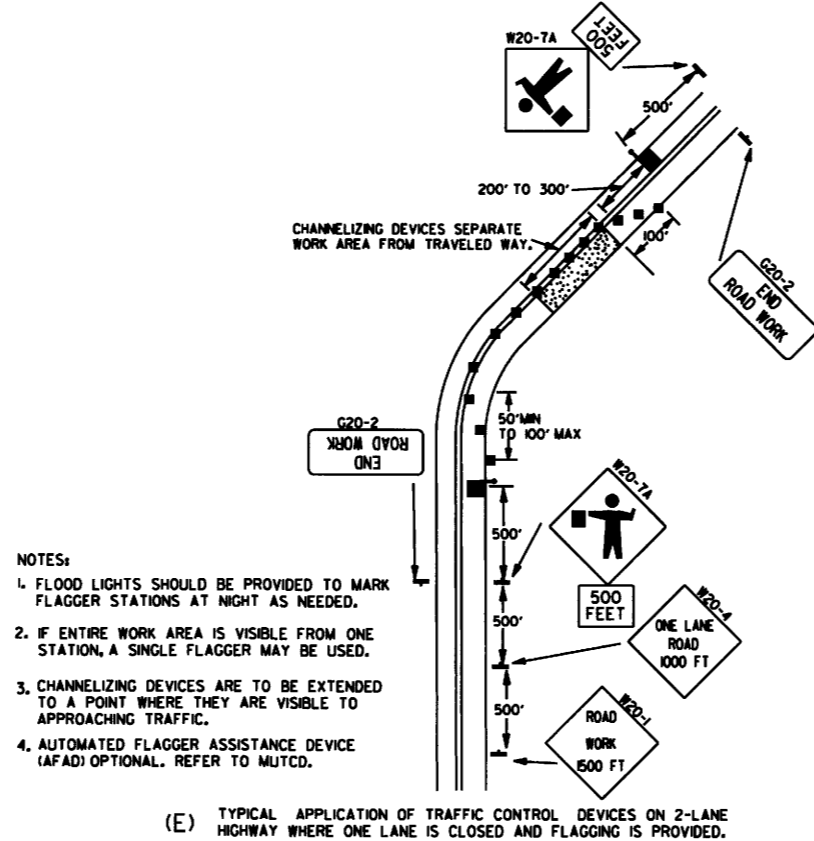 W20-7A
500
FEET
500'
200' TO 300'
CHANNELIZING DEVICES SEPARATE
WORK AREA FROM TRAVELED WAY.
100'
G20-2
END
ROAD WORK
50' MIN
TO 100' MAX
G20-2
END
ROAD WORK
W20-7A
500'
500
FEET
500'
W20-4
ONE LANE
ROAD
1000 FT
500'
W20-1
ROAD
WORK
1500 FT
NOTES:
1. FLOOD LIGHTS SHOULD BE PROVIDED TO MARK
FLAGGER STATIONS AT NIGHT AS NEEDED.
2. IF ENTIRE WORK AREA IS VISIBLE FROM ONE
STATION, A SINGLE FLAGGER MAY BE USED.
3. CHANNELIZING DEVICES ARE TO BE EXTENDED
TO A POINT WHERE THEY ARE VISIBLE TO
APPROACHING TRAFFIC.
4. AUTOMATED FLAGGER ASSISTANCE DEVICE
(AFAD) OPTIONAL. REFER TO MUTCD.
(E) TYPICAL APPLICATION OF TRAFFIC CONTROL DEVICES ON 2-LANE
HIGHWAY WHERE ONE LANE IS CLOSED AND FLAGGING IS PROVIDED.